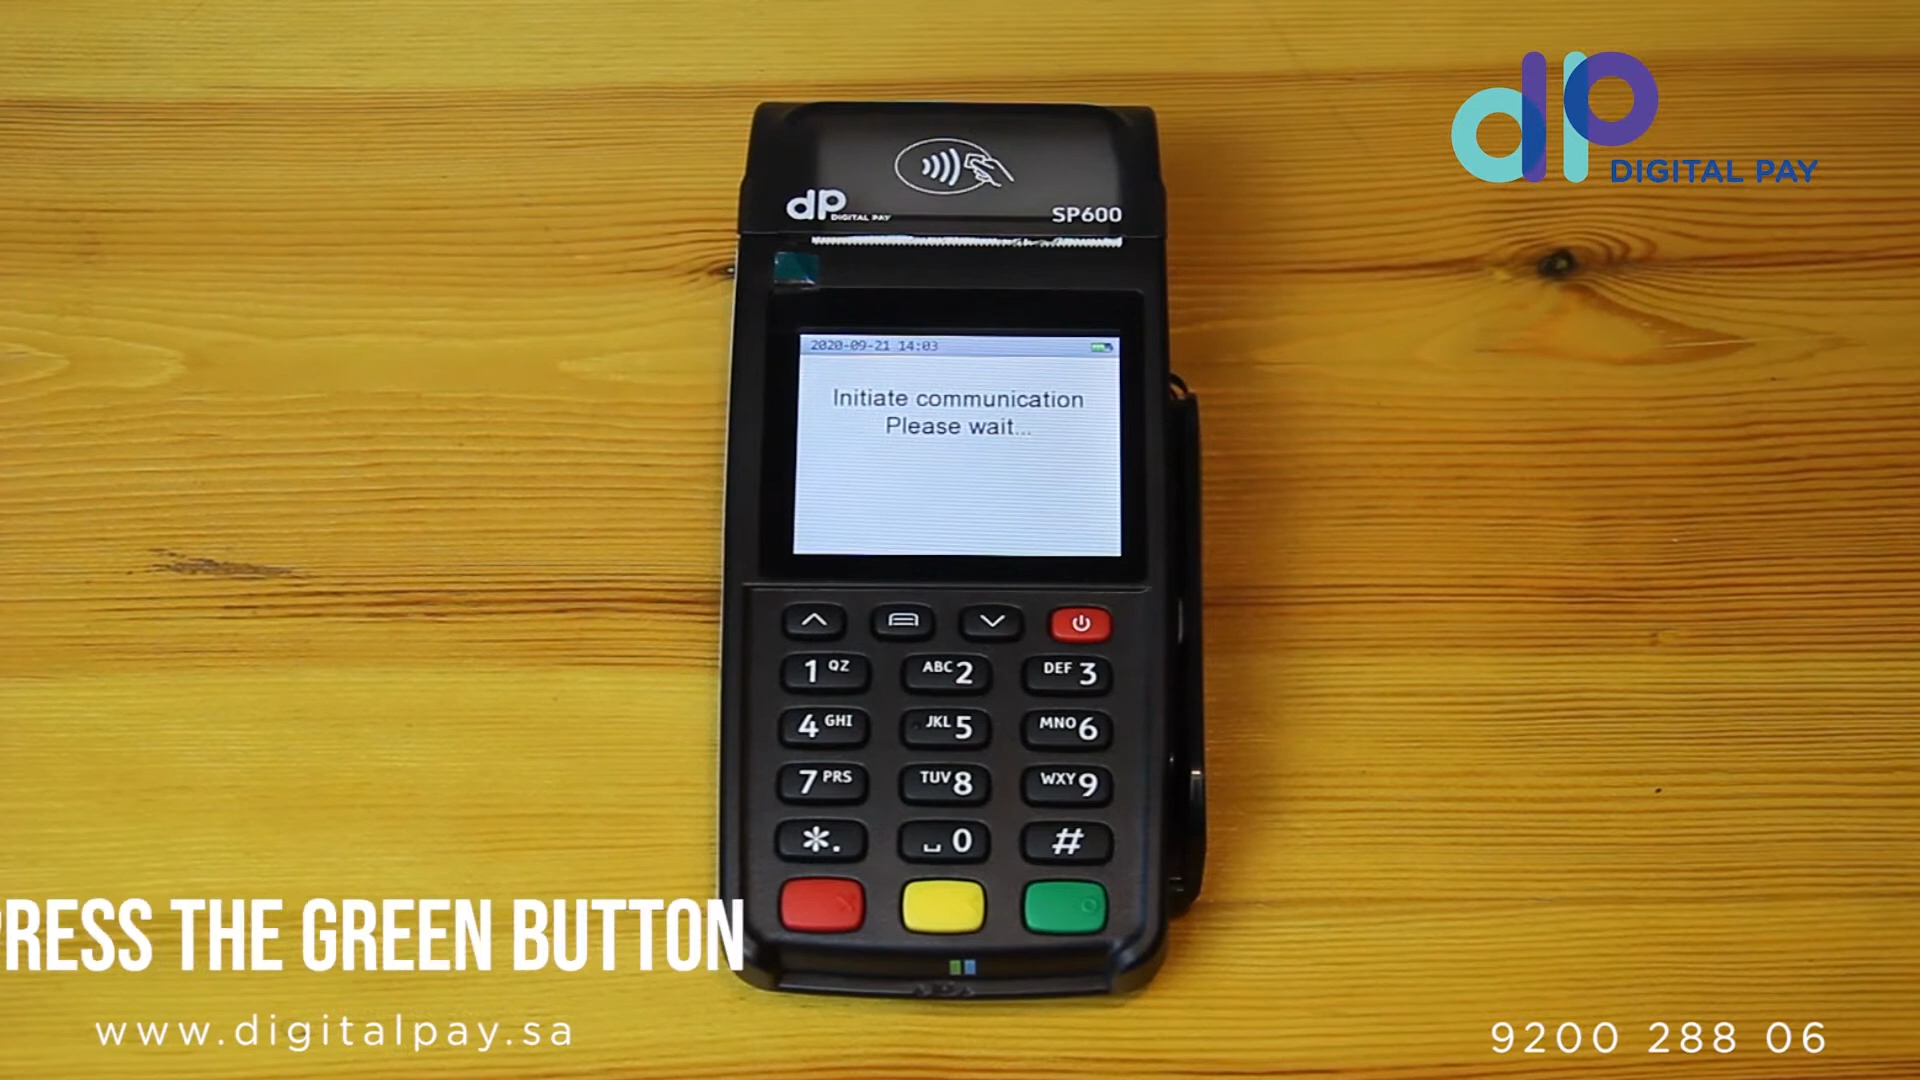 dp
DIGITAL PAY
dp
DIGITAL PAY
SP600
2020-09-21 14:03
Initiate communication
Please wait...
1 QZ
ABC 2
DEF 3
4 GHI
JKL 5
MNO 6
7 PRS
TUV 8
WXY 9
*.
0
#
PRESS THE GREEN BUTTON
www.digitalpay.sa
9200 288 06